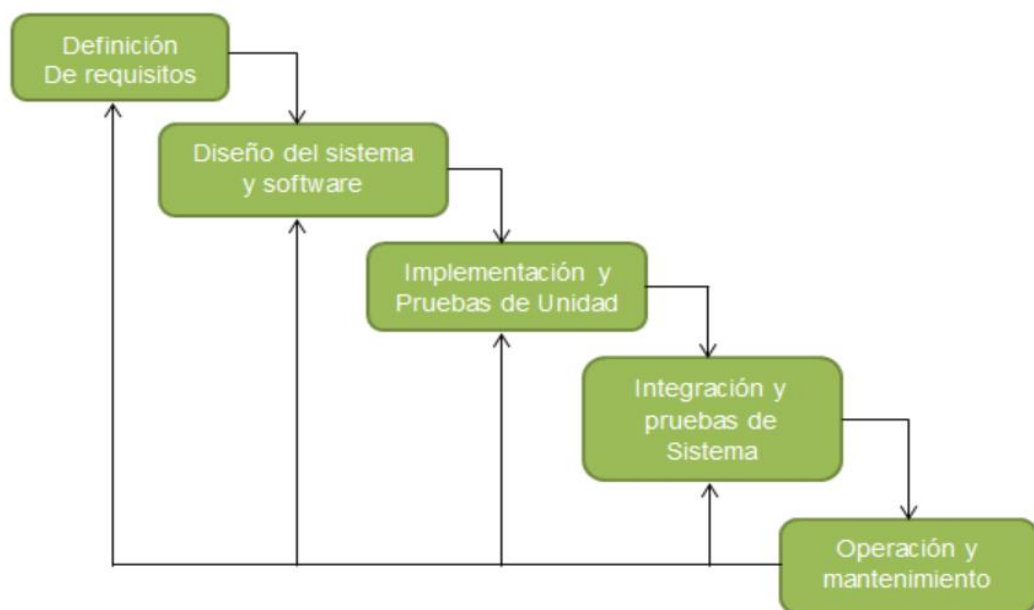 Definición
De requisitos
Diseño del sistema
y software
Implementación y
Pruebas de Unidad
Integración y
pruebas de
Sistema
Operación y
mantenimiento